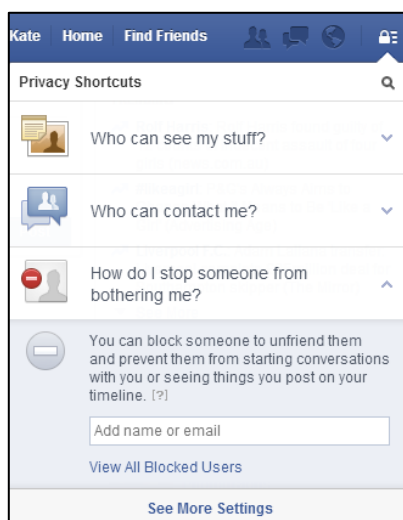 Kate Home Find Friends
Privacy Shortcuts
Who can see my stuff?
Who can contact me?
How do I stop someone from
bothering me?
You can block someone to unfriend them
and prevent them from starting conversations
with you or seeing things you post on your
timeline. [?]
Add name or email
View All Blocked Users
See More Settings